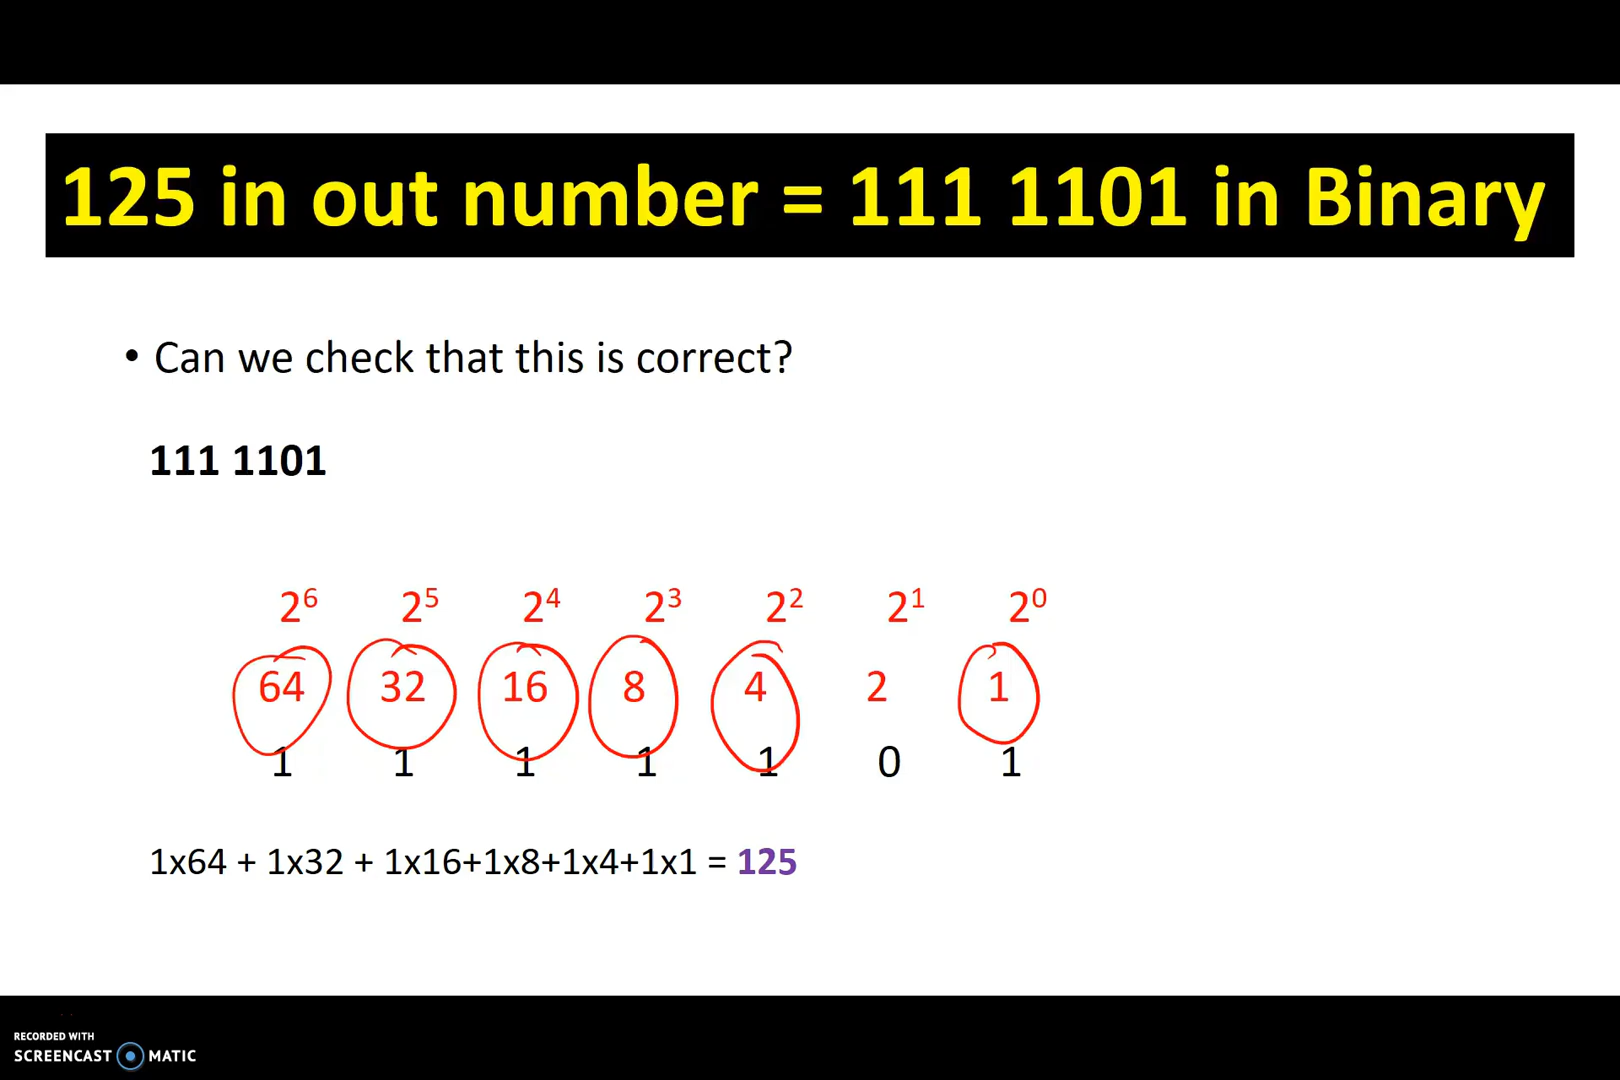 125 in out number = 111 1101 in Binary
• Can we check that this is correct?
111 1101
2⁶ 2⁵ 2⁴ 2³ 2² 2¹ 2⁰
64 32 16 8 4 2 1
1 1 1 1 1 0 1
1x64 + 1x32 + 1x16+1x8+1x4+1x1 = 125
RECORDED WITH
SCREENCAST MATIC